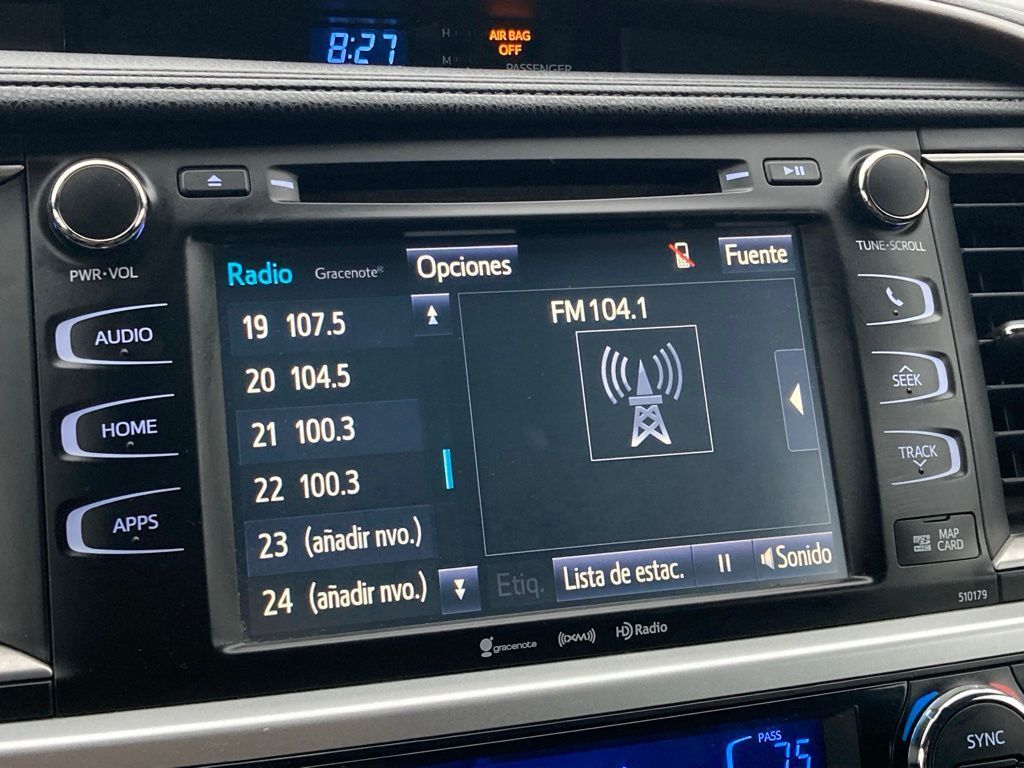 8:27
H
M
AIR BAG
OFF
PASSENGER
PWR·VOL
TUNE·SCROLL
AUDIO
HOME
APPS
SEEK
TRACK
MAP
CARD
510179
Radio Gracenote® Opciones Fuente
19 107.5
20 104.5
21 100.3
22 100.3
23 (añadir nvo.)
24 (añadir nvo.)
FM 104.1
Etiq. Lista de estac. Sonido
gracenote ((XM)) HD Radio
PASS
75
SYNC